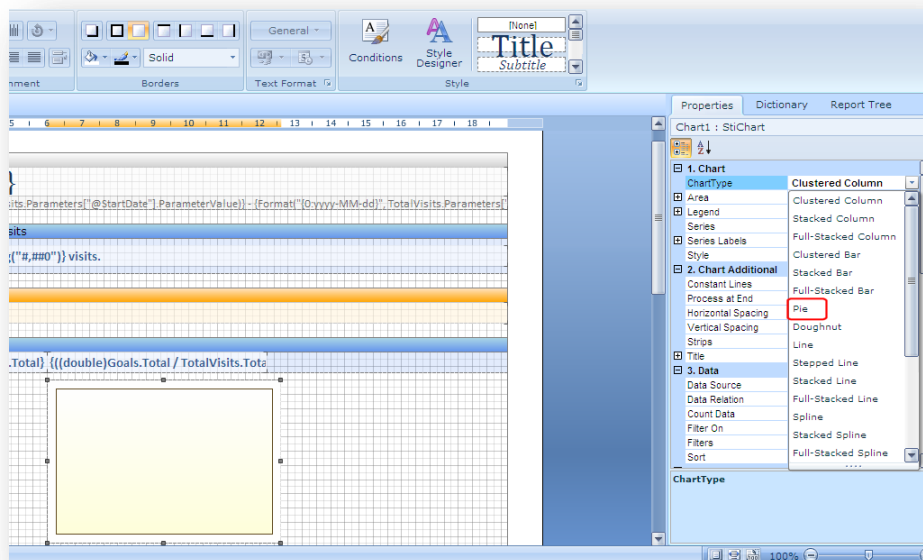 General
Conditions
Style
Designer
[None]
Title
Subtitle
Solid
nment
Borders
Text Format
Style
Properties
Dictionary
Report Tree
5 6 7 8 9 10 11 12 13 14 15 16 17 18
Chart1 : StiChart
1. Chart
ChartType
Clustered Column
Area
Legend
Series
Series Labels
Style
2. Chart Additional
Constant Lines
Process at End
Horizontal Spacing
Vertical Spacing
Strips
Title
3. Data
Data Source
Data Relation
Count Data
Filter On
Filters
Sort
Clustered Column
Stacked Column
Full-Stacked Column
Clustered Bar
Stacked Bar
Full-Stacked Bar
Pie
Doughnut
Line
Stepped Line
Stacked Line
Full-Stacked Line
Spline
Stacked Spline
Full-Stacked Spline
ChartType
}
sits.Parameters["@StartDate"].ParameterValue)} - {Format("{0:yyyy-MM-dd}", TotalVisits.Parameters["
sits
g("#,##0")} visits.
.Total} {((double)Goals.Total / TotalVisits.Tota
100%